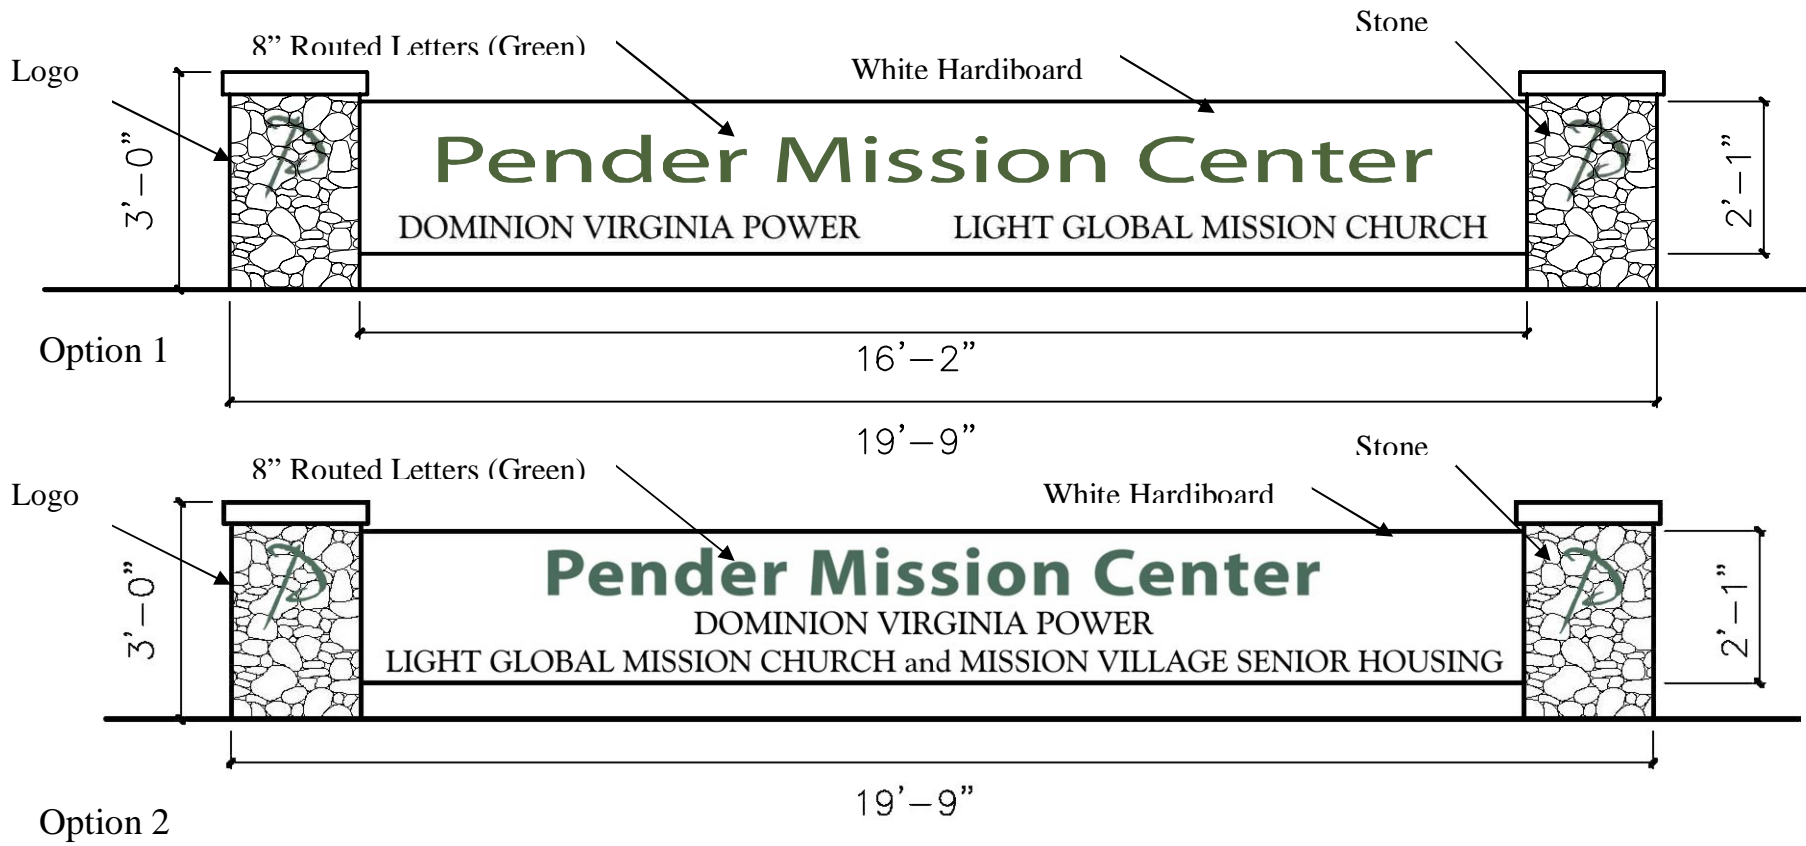 Stone
8” Routed Letters (Green)
White Hardiboard
Logo
3’-0”
Pender Mission Center
DOMINION VIRGINIA POWER LIGHT GLOBAL MISSION CHURCH
2’-1”
Option 1
16’-2”
19’-9”
Stone
8” Routed Letters (Green)
White Hardiboard
Logo
3’-0”
Pender Mission Center
DOMINION VIRGINIA POWER
LIGHT GLOBAL MISSION CHURCH and MISSION VILLAGE SENIOR HOUSING
2’-1”
19’-9”
Option 2